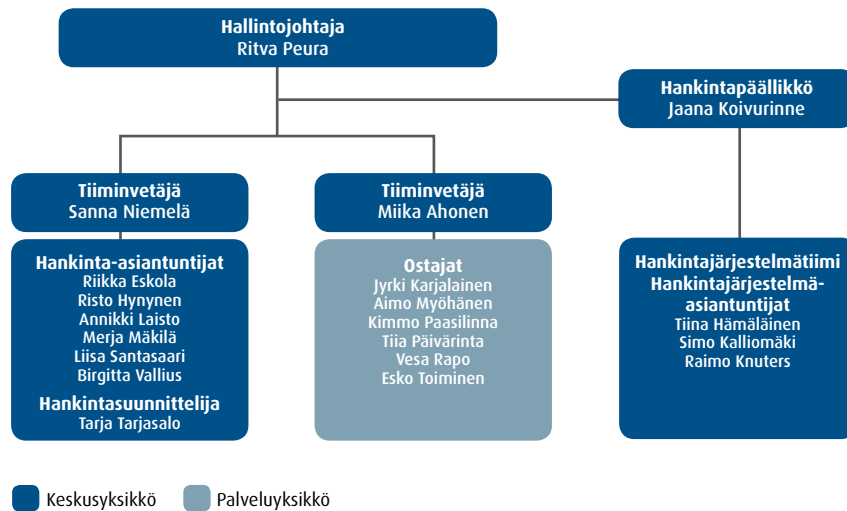 Hallintojohtaja
Ritva Peura
Hankintapäällikkö
Jaana Koivurinne
Tiiminvetäjä
Sanna Niemelä
Tiiminvetäjä
Miika Ahonen
Hankinta-asiantuntijat
Riikka Eskola
Risto Hynynen
Annikki Laisto
Merja Mäkilä
Liisa Santasaari
Birgitta Vallius
Hankintasuunnittelija
Tarja Tarjasalo
Ostajat
Jyrki Karjalainen
Aimo Myöhänen
Kimmo Paasilinna
Tiia Päivärinta
Vesa Rapo
Esko Toiminen
Hankintajärjestelmätiimi
Hankintajärjestelmä-
asiantuntijat
Tiina Hämäläinen
Simo Kalliomäki
Raimo Knuters
Keskusyksikkö
Palveluyksikkö